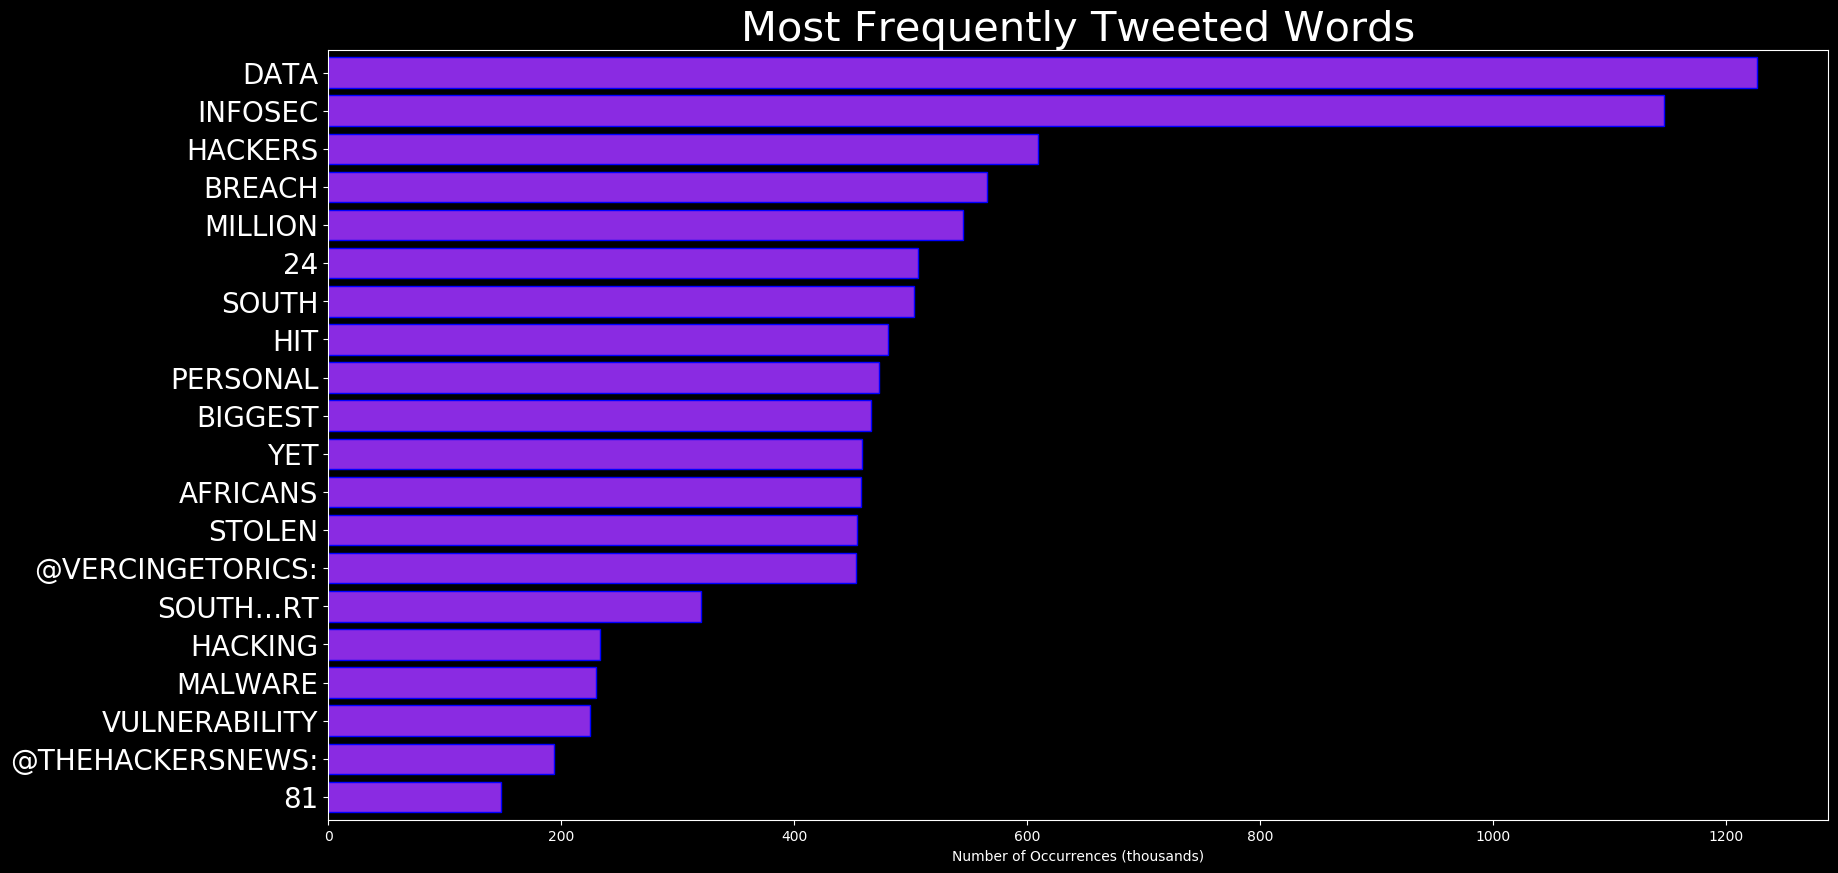 Most Frequently Tweeted Words
DATA
INFOSEC
HACKERS
BREACH
MILLION
24
SOUTH
HIT
PERSONAL
BIGGEST
YET
AFRICANS
STOLEN
@VERCINGETORICS:
SOUTH...RT
HACKING
MALWARE
VULNERABILITY
@THEHACKERSNEWS:
81
0 200 400 600 800 1000 1200
Number of Occurrences (thousands)